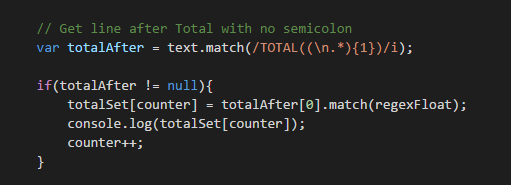 // Get line after Total with no semicolon
var totalAfter = text.match(/TOTAL((\n.*){1})/i);
if(totalAfter != null){
totalSet[counter] = totalAfter[0].match(regexFloat);
console.log(totalSet[counter]);
counter++;
}